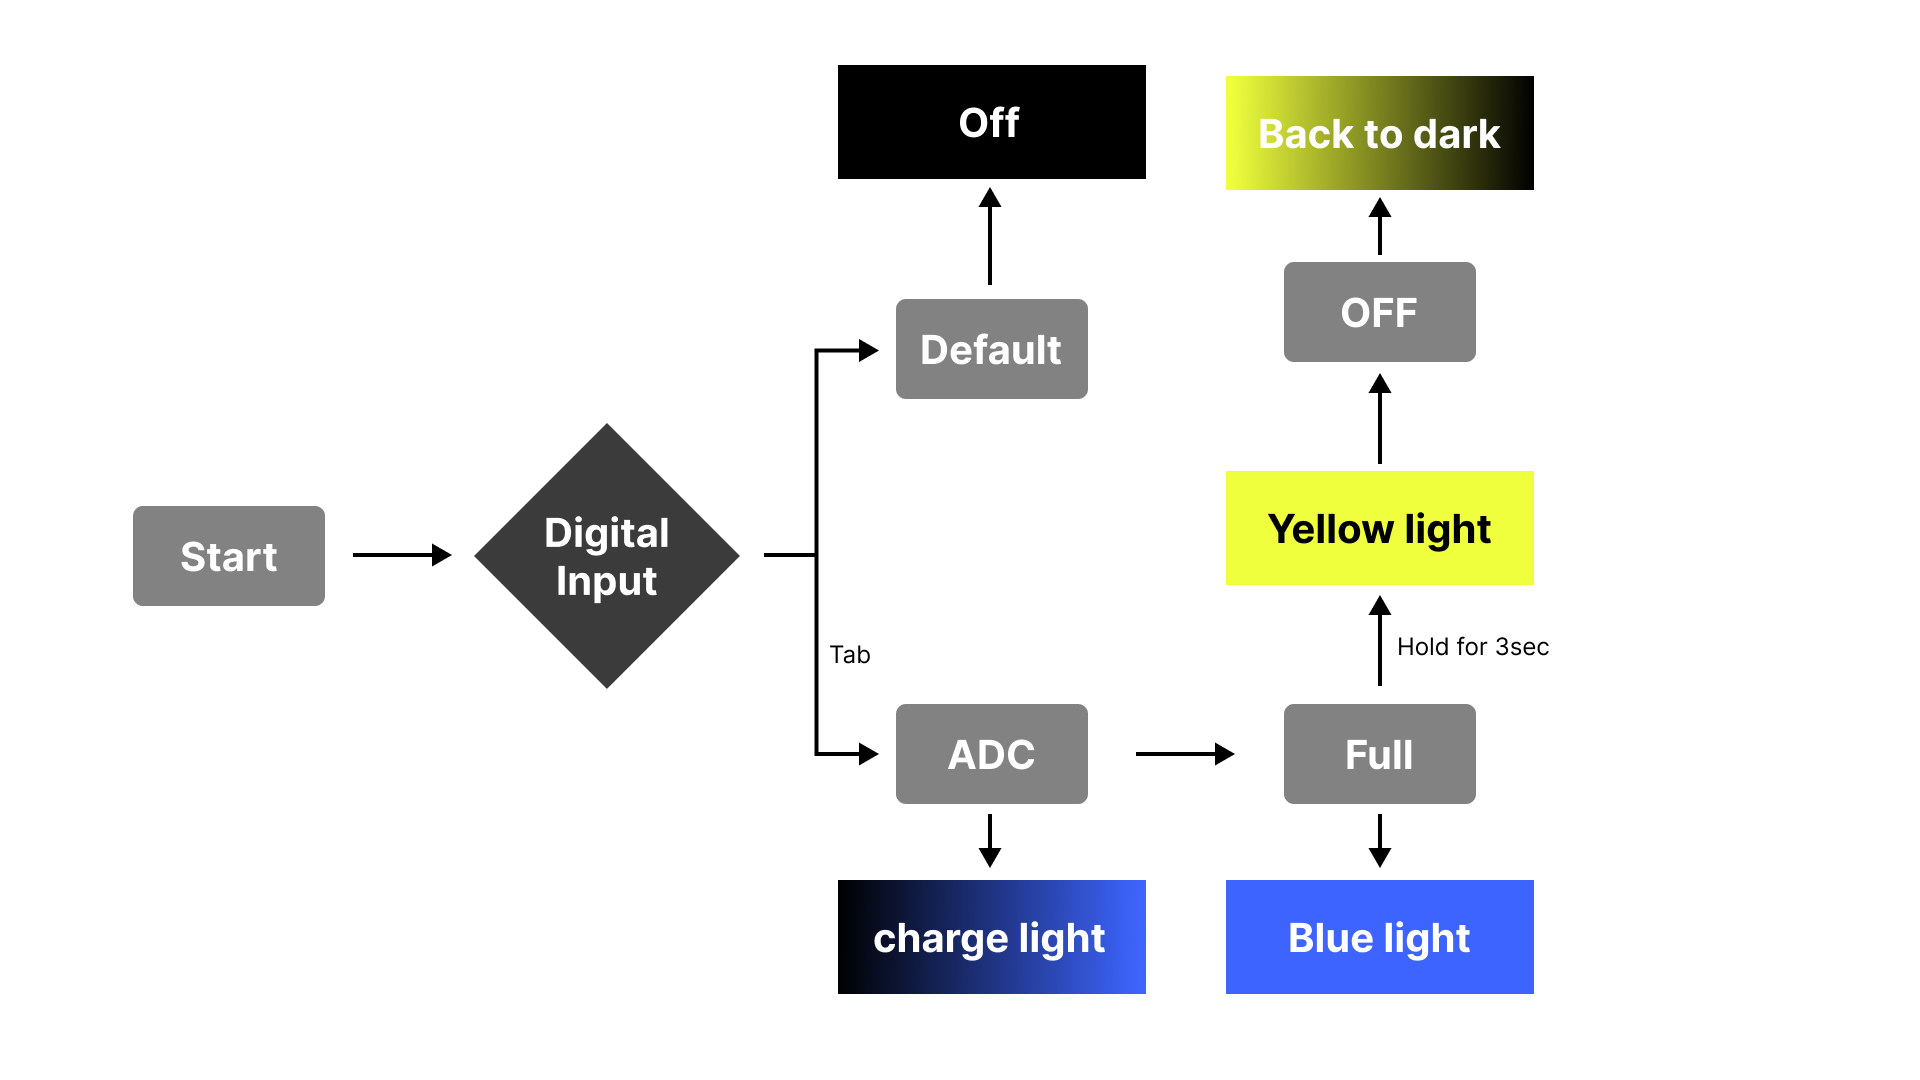 Off
Back to dark
OFF
Default
Digital
Input
Start
Yellow light
Tab
Hold for 3sec
ADC
Full
charge light
Blue light